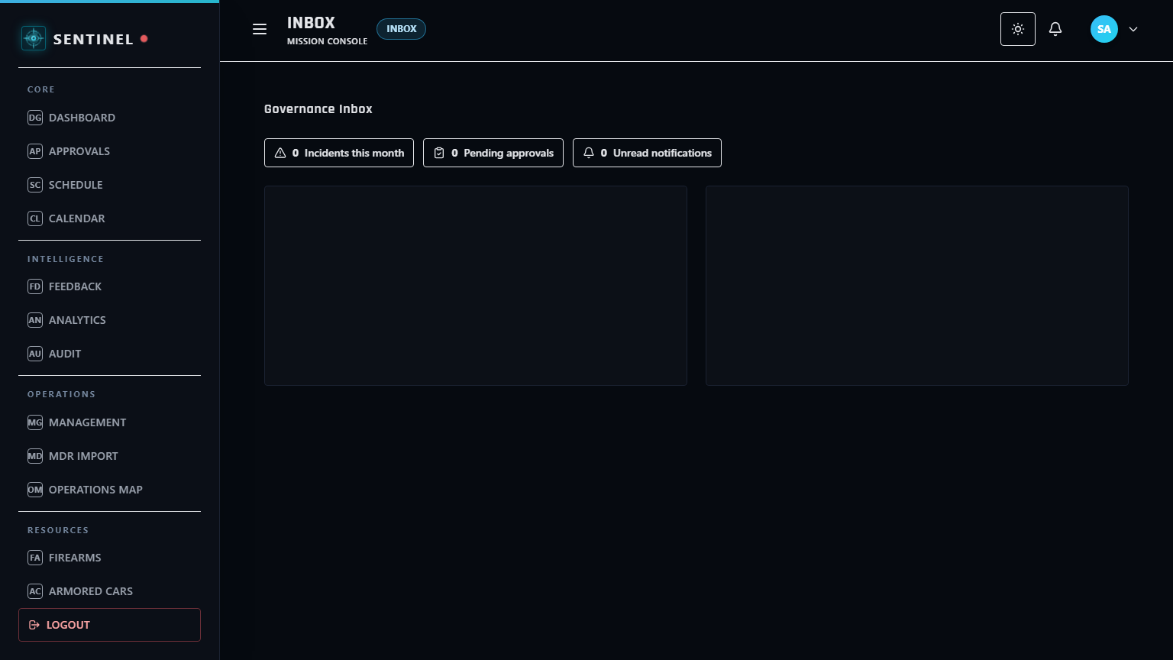 SENTINEL
CORE
DG DASHBOARD
AP APPROVALS
SC SCHEDULE
CL CALENDAR
INTELLIGENCE
FD FEEDBACK
AN ANALYTICS
AU AUDIT
OPERATIONS
MG MANAGEMENT
MD MDR IMPORT
OM OPERATIONS MAP
RESOURCES
FA FIREARMS
AC ARMORED CARS
LOGOUT
INBOX
MISSION CONSOLE
INBOX
SA
Governance Inbox
0 Incidents this month
0 Pending approvals
0 Unread notifications